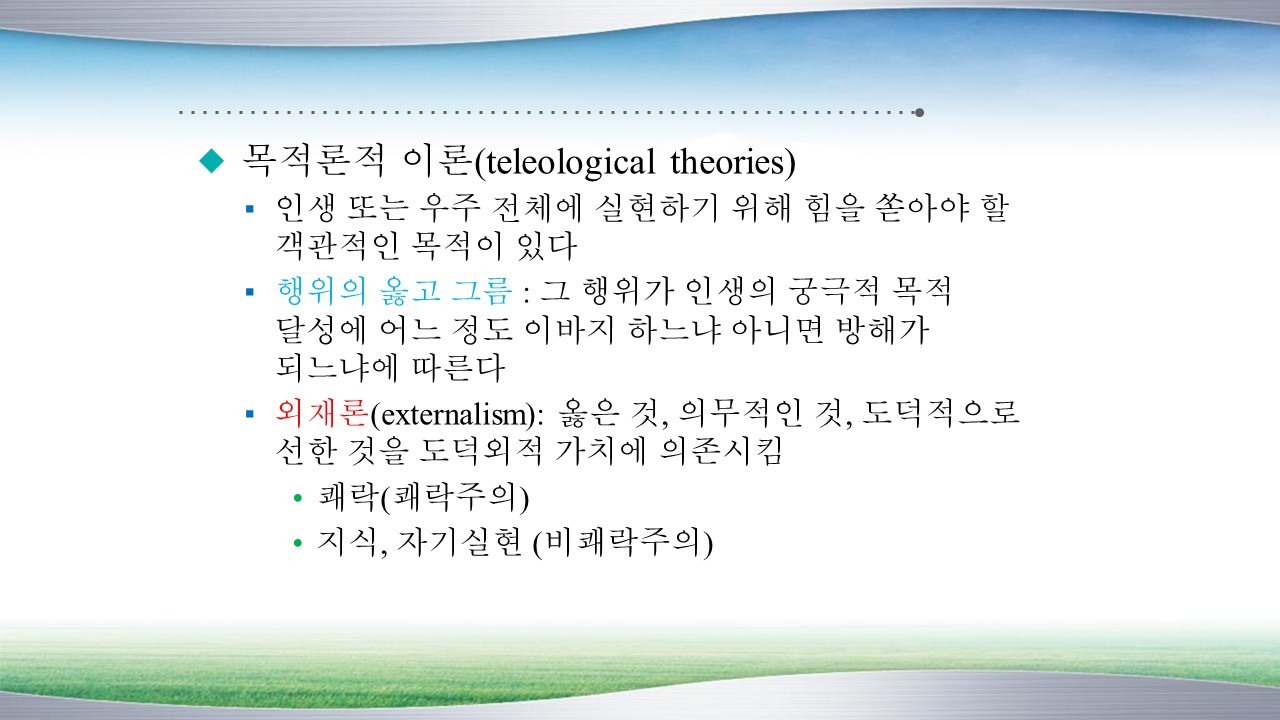 목적론적 이론(teleological theories)
인생 또는 우주 전체에 실현하기 위해 힘을 쏟아야 할
객관적인 목적이 있다
행위의 옳고 그름 : 그 행위가 인생의 궁극적 목적
달성에 어느 정도 이바지 하느냐 아니면 방해가
되느냐에 따른다
외재론(externalism): 옳은 것, 의무적인 것, 도덕적으로
선한 것을 도덕외적 가치에 의존시킴
쾌락(쾌락주의)
지식, 자기실현 (비쾌락주의)